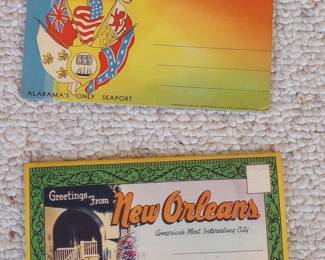 ALABAMA'S ONLY SEAPORT
Greetings From
New Orleans
America's Most Interesting City